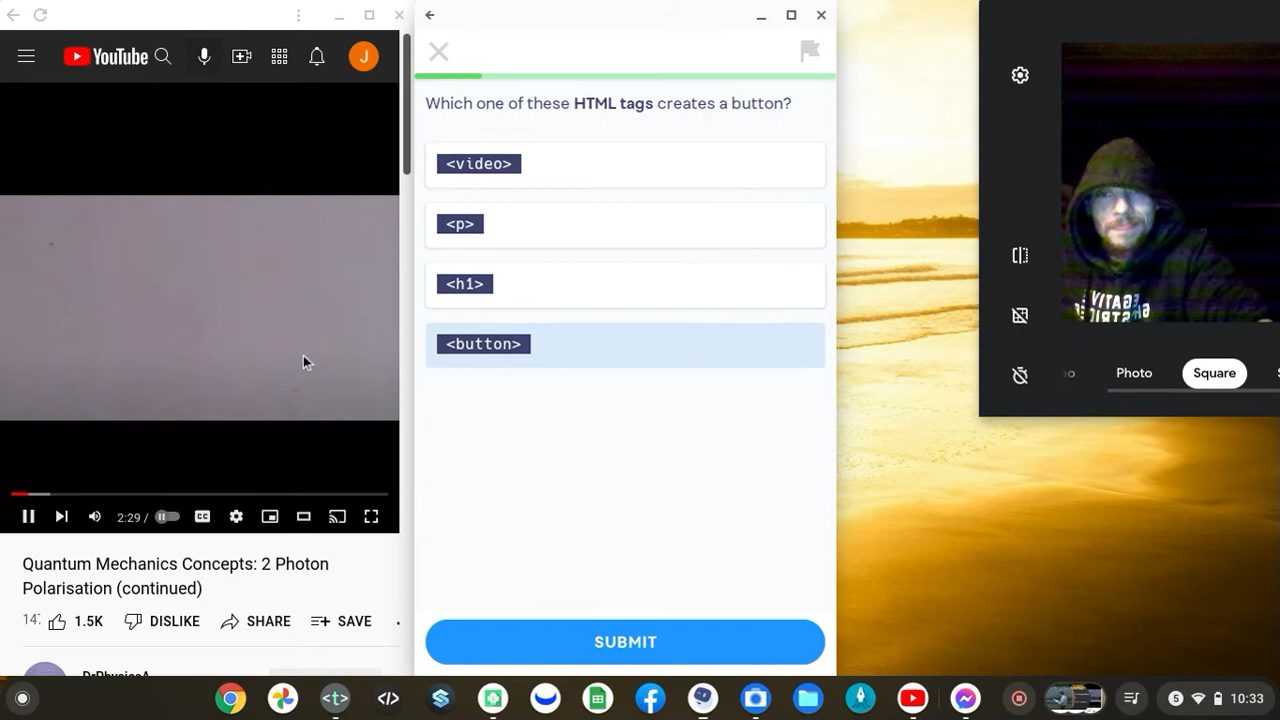 YouTube
J
2:29 /
Quantum Mechanics Concepts: 2 Photon
Polarisation (continued)
1.5K
DISLIKE
SHARE
SAVE
Which one of these HTML tags creates a button?
<video>
<p>
<h1>
<button>
SUBMIT
Photo
Square
5
10:33